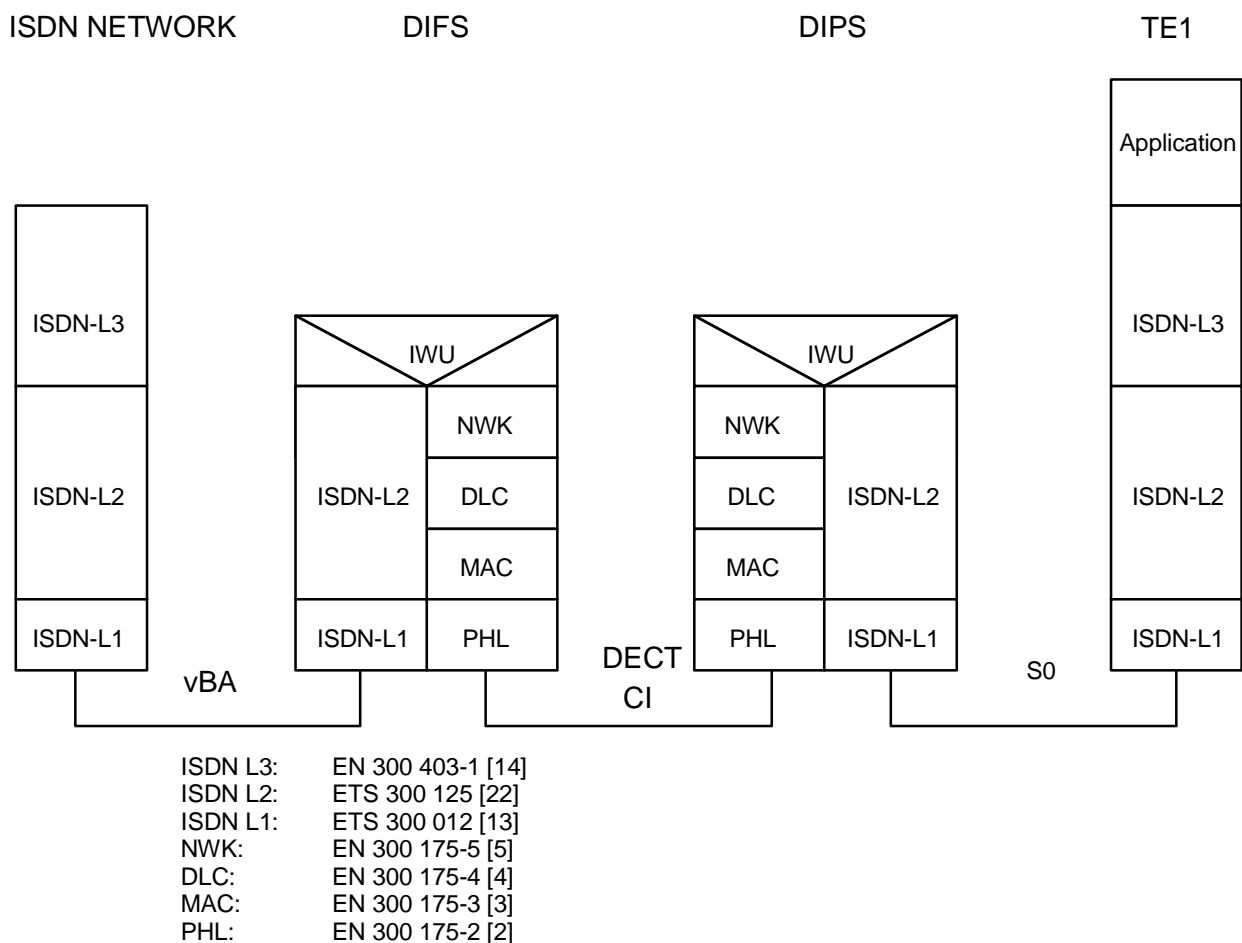 ISDN NETWORK DIFS DIPS TE1
Application
ISDN-L3 ISDN-L3
IWU IWU
NWK NWK
ISDN-L2 ISDN-L2 DLC DLC ISDN-L2 ISDN-L2
MAC MAC
ISDN-L1 ISDN-L1 PHL PHL ISDN-L1 ISDN-L1
vBA
DECT
CI
S0
ISDN L3: EN 300 403-1 [14]
ISDN L2: ETS 300 125 [22]
ISDN L1: ETS 300 012 [13]
NWK: EN 300 175-5 [5]
DLC: EN 300 175-4 [4]
MAC: EN 300 175-3 [3]
PHL: EN 300 175-2 [2]